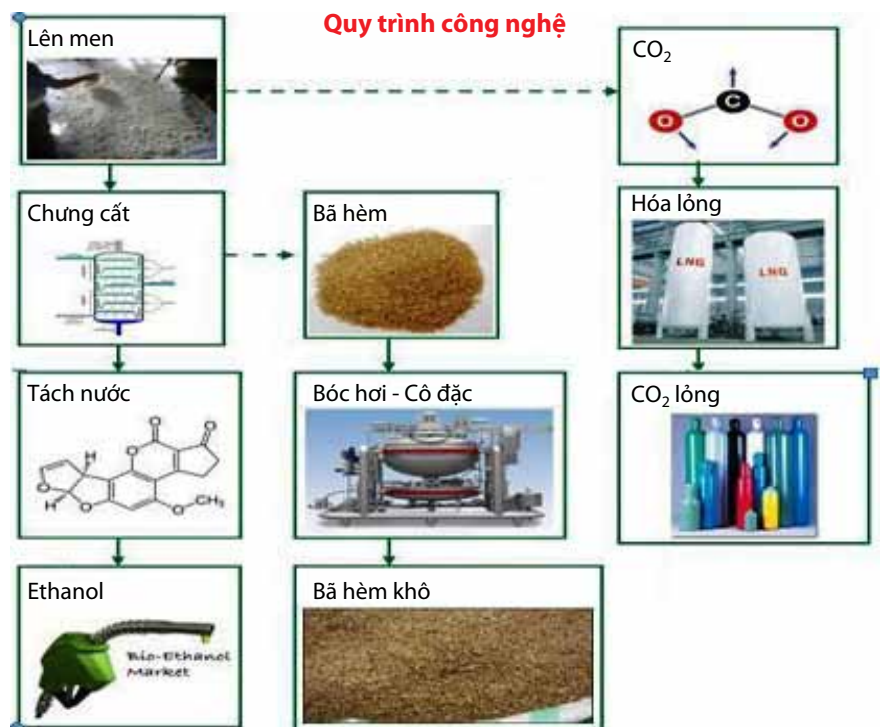 Quy trình công nghệ
Lên men
CO₂
C
O
O
Chưng cất
Bã hèm
Hóa lỏng
LNG
LNG
Tách nước
O
O
O
H
O
H
O
O
CH₃
Bóc hơi - Cô đặc
CO₂ lỏng
Ethanol
Bio-Ethanol
Market
Bã hèm khô